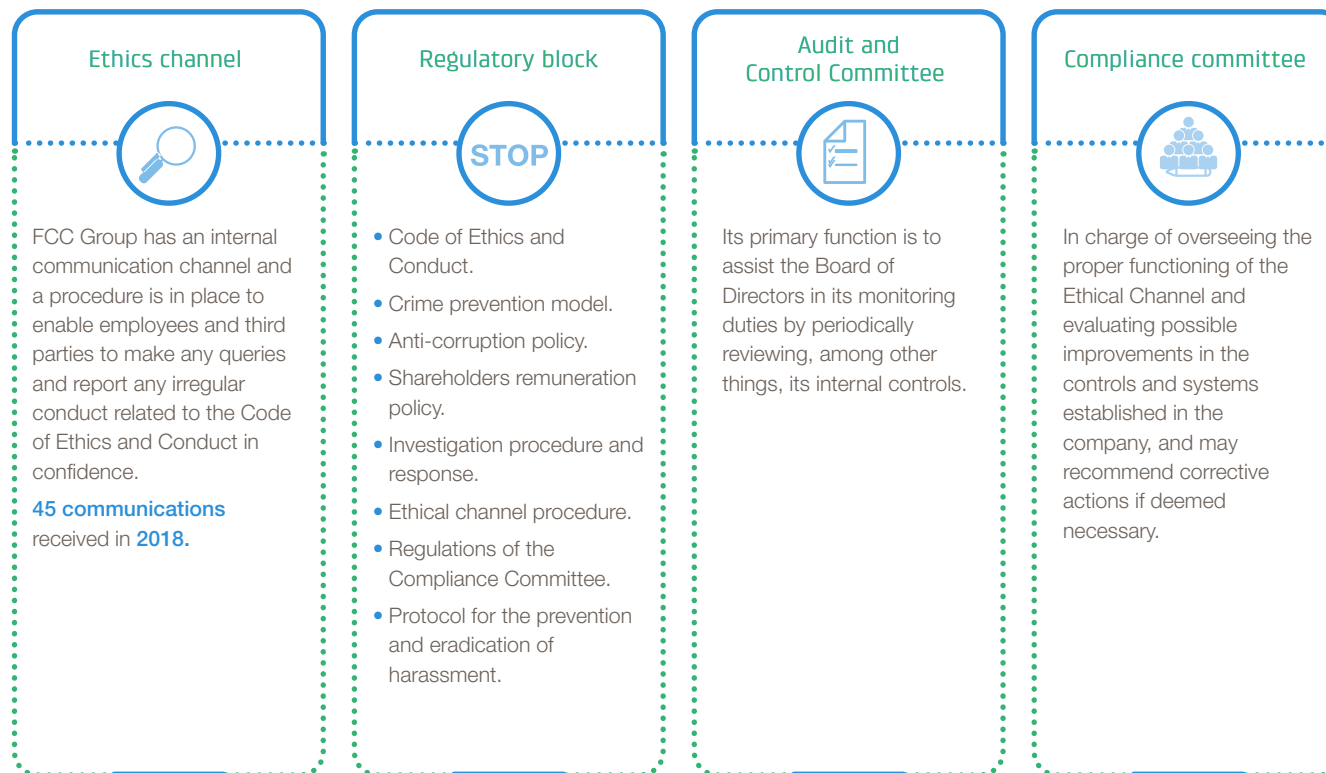 Ethics channel
FCC Group has an internal
communication channel and
a procedure is in place to
enable employees and third
parties to make any queries
and report any irregular
conduct related to the Code
of Ethics and Conduct in
confidence.
45 communications
received in 2018.
Regulatory block
STOP
• Code of Ethics and
Conduct.
• Crime prevention model.
• Anti-corruption policy.
• Shareholders remuneration
policy.
• Investigation procedure and
response.
• Ethical channel procedure.
• Regulations of the
Compliance Committee.
• Protocol for the prevention
and eradication of
harassment.
Audit and
Control Committee
Its primary function is to
assist the Board of
Directors in its monitoring
duties by periodically
reviewing, among other
things, its internal controls.
Compliance committee
In charge of overseeing the
proper functioning of the
Ethical Channel and
evaluating possible
improvements in the
controls and systems
established in the
company, and may
recommend corrective
actions if deemed
necessary.